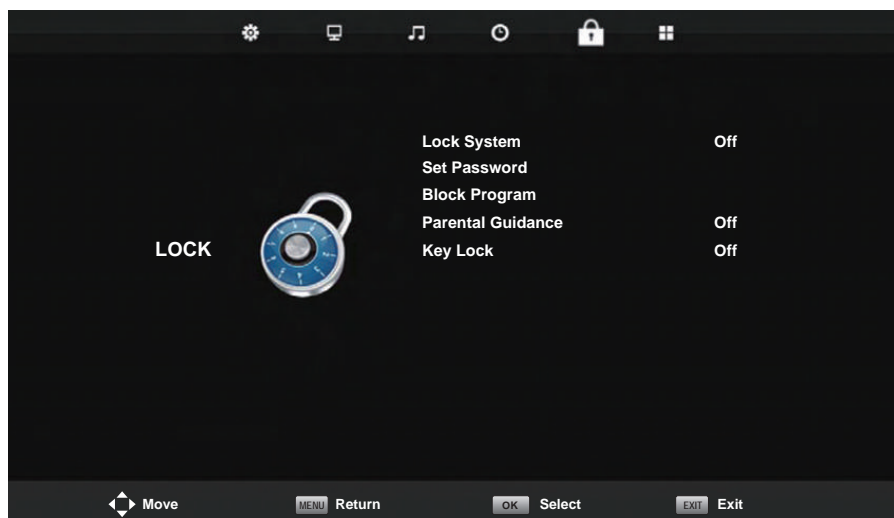 Lock System Off
Set Password
Block Program
Parental Guidance Off
LOCK
Key Lock Off
Move MENU Return OK Select EXIT Exit